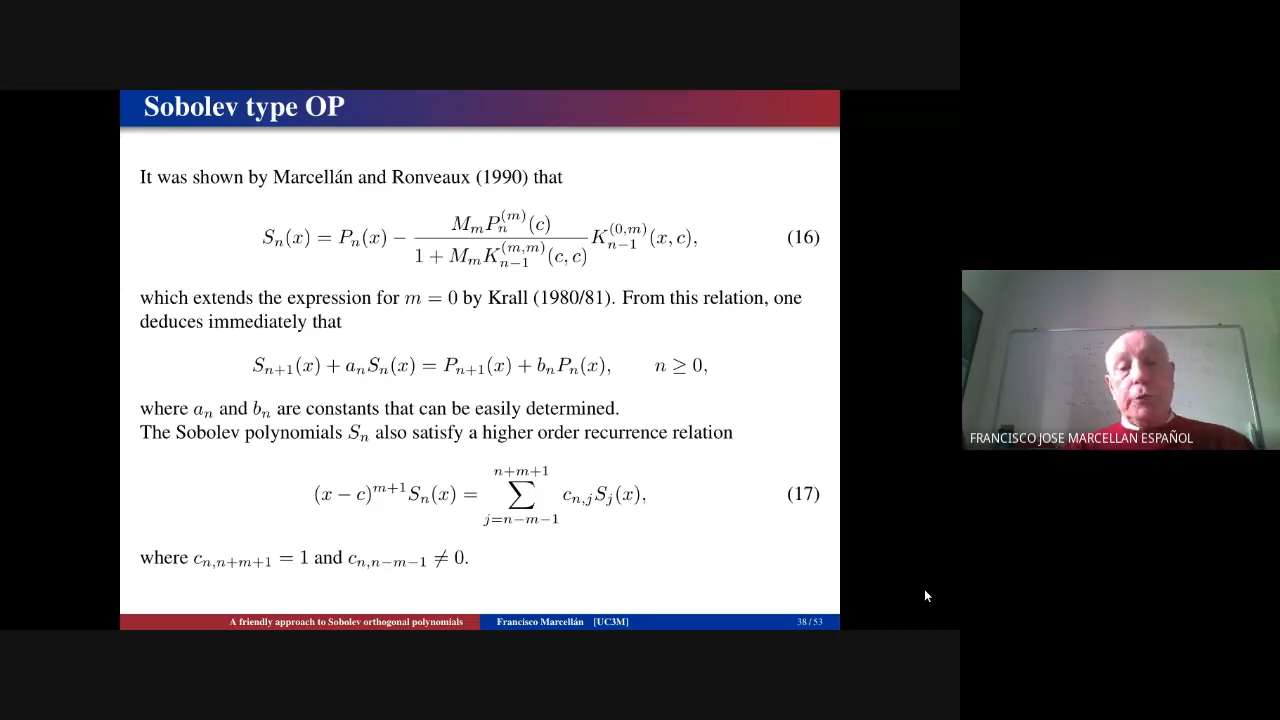 Sobolev type OP
It was shown by Marcellán and Ronveaux (1990) that
S_n(x) = P_n(x) − \frac{M_m P_n^{(m)}(c)}{1 + M_m K_{n−1}^{(m,m)}(c, c)} K_{n−1}^{(0,m)}(x, c), (16)
which extends the expression for m = 0 by Krall (1980/81). From this relation, one
deduces immediately that
S_{n+1}(x) + a_n S_n(x) = P_{n+1}(x) + b_n P_n(x), n ≥ 0,
where a_n and b_n are constants that can be easily determined.
The Sobolev polynomials S_n also satisfy a higher order recurrence relation
(x − c)^{m+1} S_n(x) = \sum_{j=n−m−1}^{n+m+1} c_{n,j} S_j(x), (17)
where c_{n,n+m+1} = 1 and c_{n,n−m−1} ≠ 0.
A friendly approach to Sobolev orthogonal polynomials Francisco Marcellán [UC3M] 38 / 53
FRANCISCO JOSE MARCELLAN ESPAÑOL